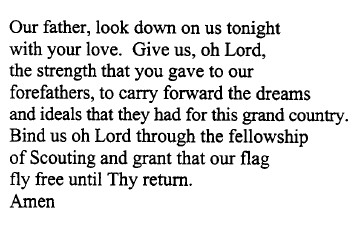 Our father, look down on us tonight
with your love.  Give us, oh Lord,
the strength that you gave to our
forefathers, to carry forward the dreams
and ideals that they had for this grand country.
Bind us oh Lord through the fellowship
of Scouting and grant that our flag
fly free until Thy return.
Amen